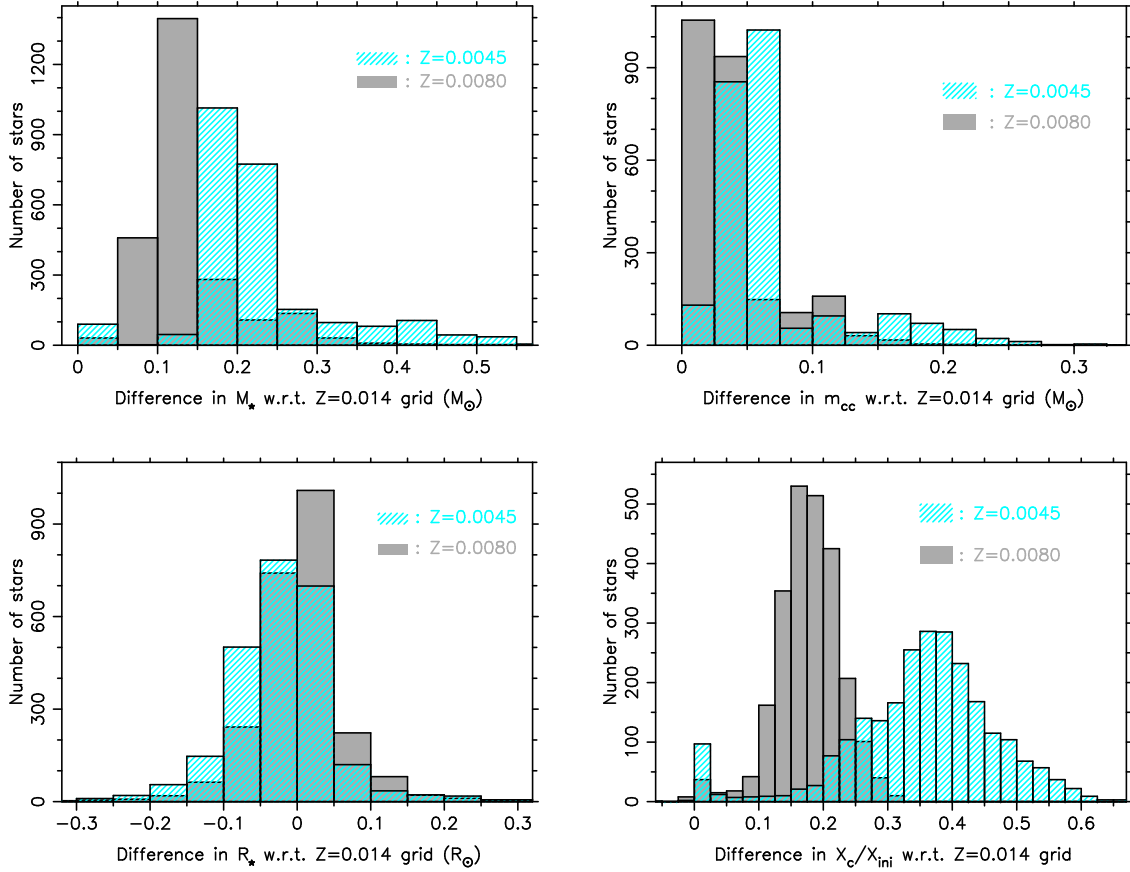 Number of stars
0 300 600 900 1200
: Z=0.0045
: Z=0.0080
0 0.1 0.2 0.3 0.4 0.5
Difference in M⋆ w.r.t. Z=0.014 grid (M⊙)
Number of stars
0 300 600 900
: Z=0.0045
: Z=0.0080
0 0.1 0.2 0.3
Difference in mcc w.r.t. Z=0.014 grid (M⊙)
Number of stars
0 300 600 900
: Z=0.0045
: Z=0.0080
−0.3 −0.2 −0.1 0 0.1 0.2 0.3
Difference in R⋆ w.r.t. Z=0.014 grid (R⊙)
Number of stars
0 100 200 300 400 500
: Z=0.0045
: Z=0.0080
0 0.1 0.2 0.3 0.4 0.5 0.6
Difference in Xc/Xini w.r.t. Z=0.014 grid